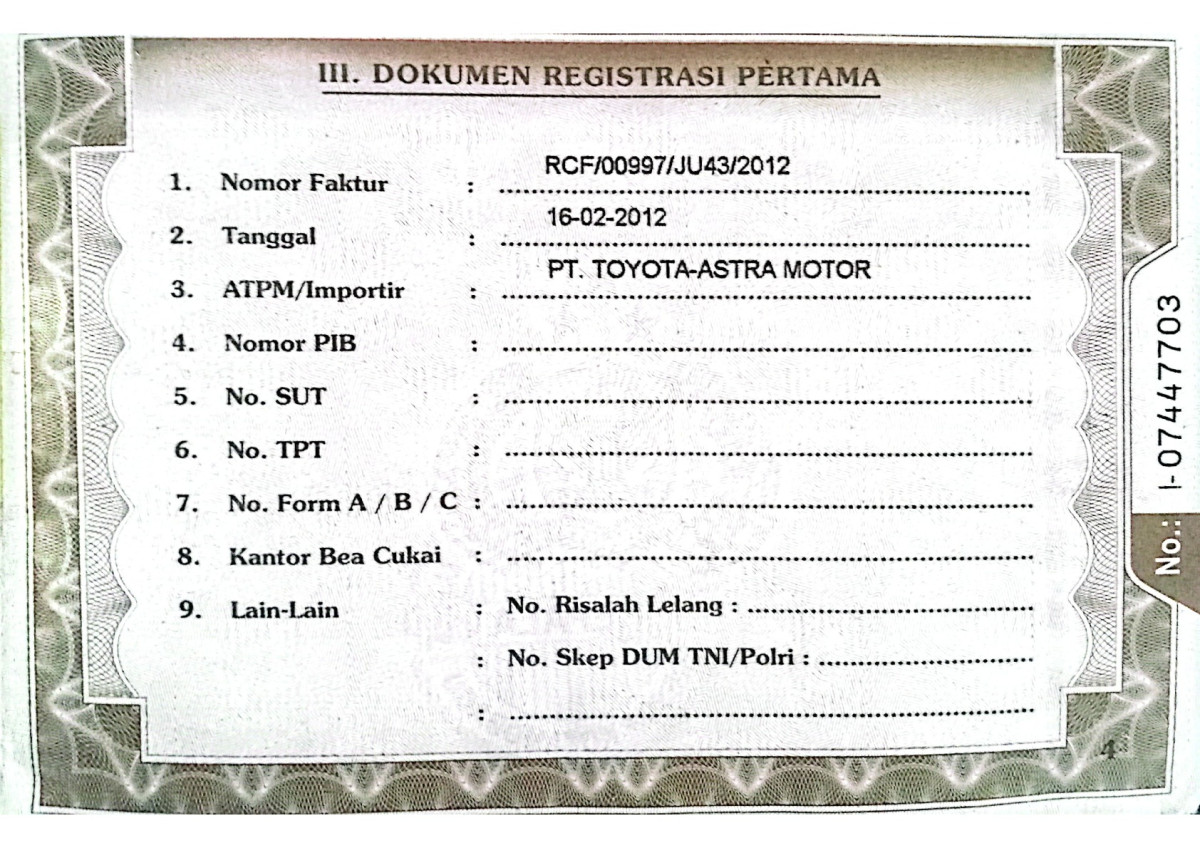 III. DOKUMEN REGISTRASI PERTAMA
1. Nomor Faktur : RCF/00997/JU43/2012
2. Tanggal : 16-02-2012
3. ATPM/Importir : PT. TOYOTA-ASTRA MOTOR
4. Nomor PIB :
5. No. SUT :
6. No. TPT :
7. No. Form A / B / C :
8. Kantor Bea Cukai :
9. Lain-Lain : No. Risalah Lelang :
: No. Skep DUM TNI/Polri :
:
4
No.: I-07447703